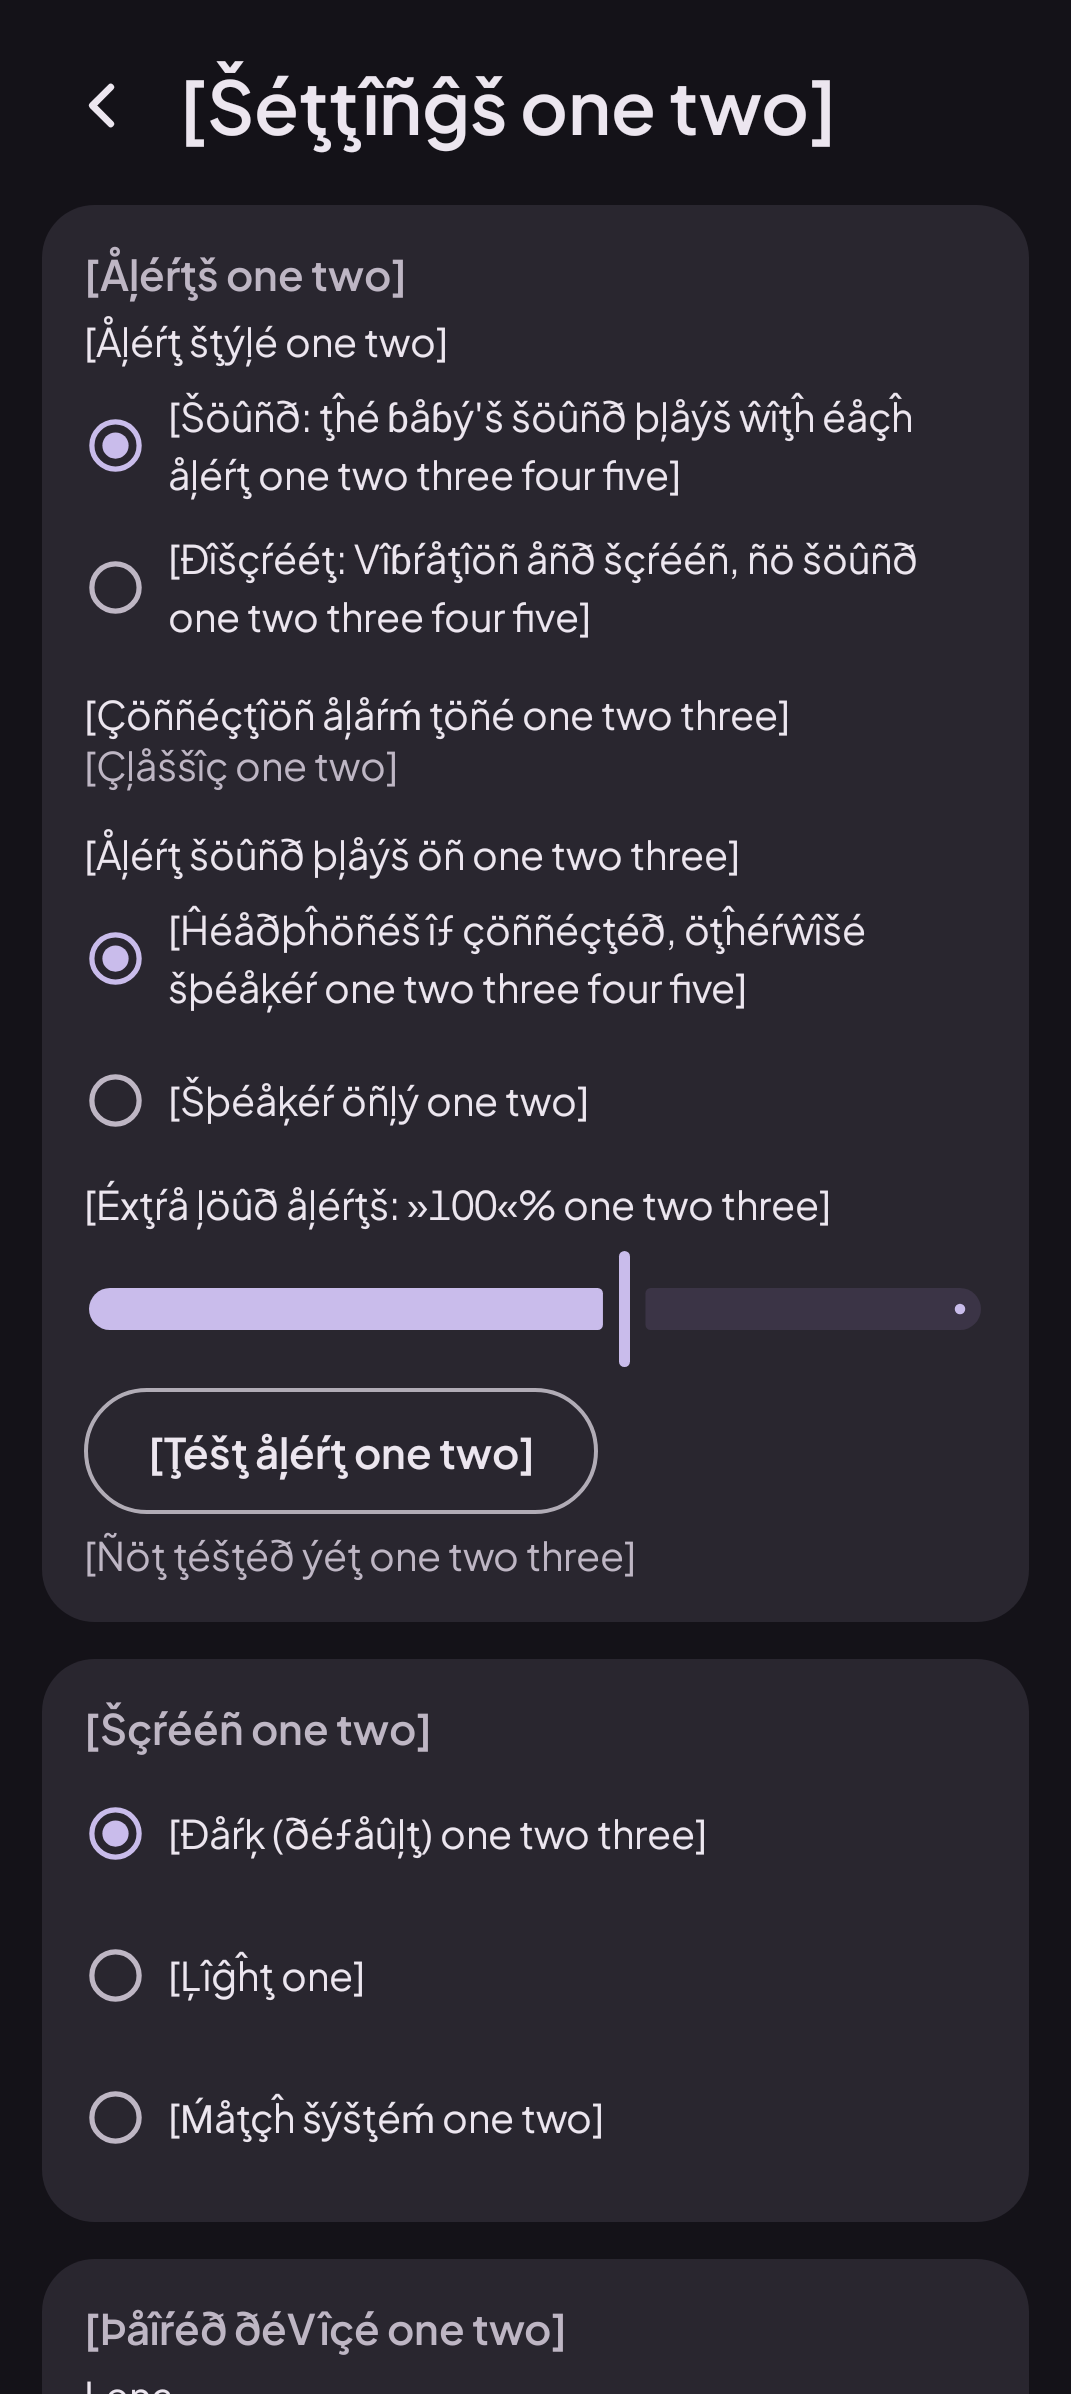 [Šéţţîñĝš one two]
[Åļéŕţš one two]
[Åļéŕţ šţýļé one two]
[Šöûñð: ţĥé ɓåɓý'š šöûñð þļåýš ŵîţĥ éåçĥ
åļéŕţ one two three four five]
[Ðîšçŕééţ: Vîɓŕåţîöñ åñð šçŕééñ, ñö šöûñð
one two three four five]
[Çöññéçţîöñ åļåŕḿ ţöñé one two three]
[Çļåššîç one two]
[Åļéŕţ šöûñð þļåýš öñ one two three]
[Ĥéåðþĥöñéš îƒ çöññéçţéð, öţĥéŕŵîšé
šþéåķéŕ one two three four five]
[Šþéåķéŕ öñļý one two]
[Éxţŕå ļöûð åļéŕţš: »100«% one two three]
[Ţéšţ åļéŕţ one two]
[Ñöţ ţéšţéð ýéţ one two three]
[Šçŕééñ one two]
[Ðåŕķ (ðéƒåûļţ) one two three]
[Ļîĝĥţ one]
[Ḿåţçĥ šýšţéḿ one two]
[Þåîŕéð ðéVîçé one two]